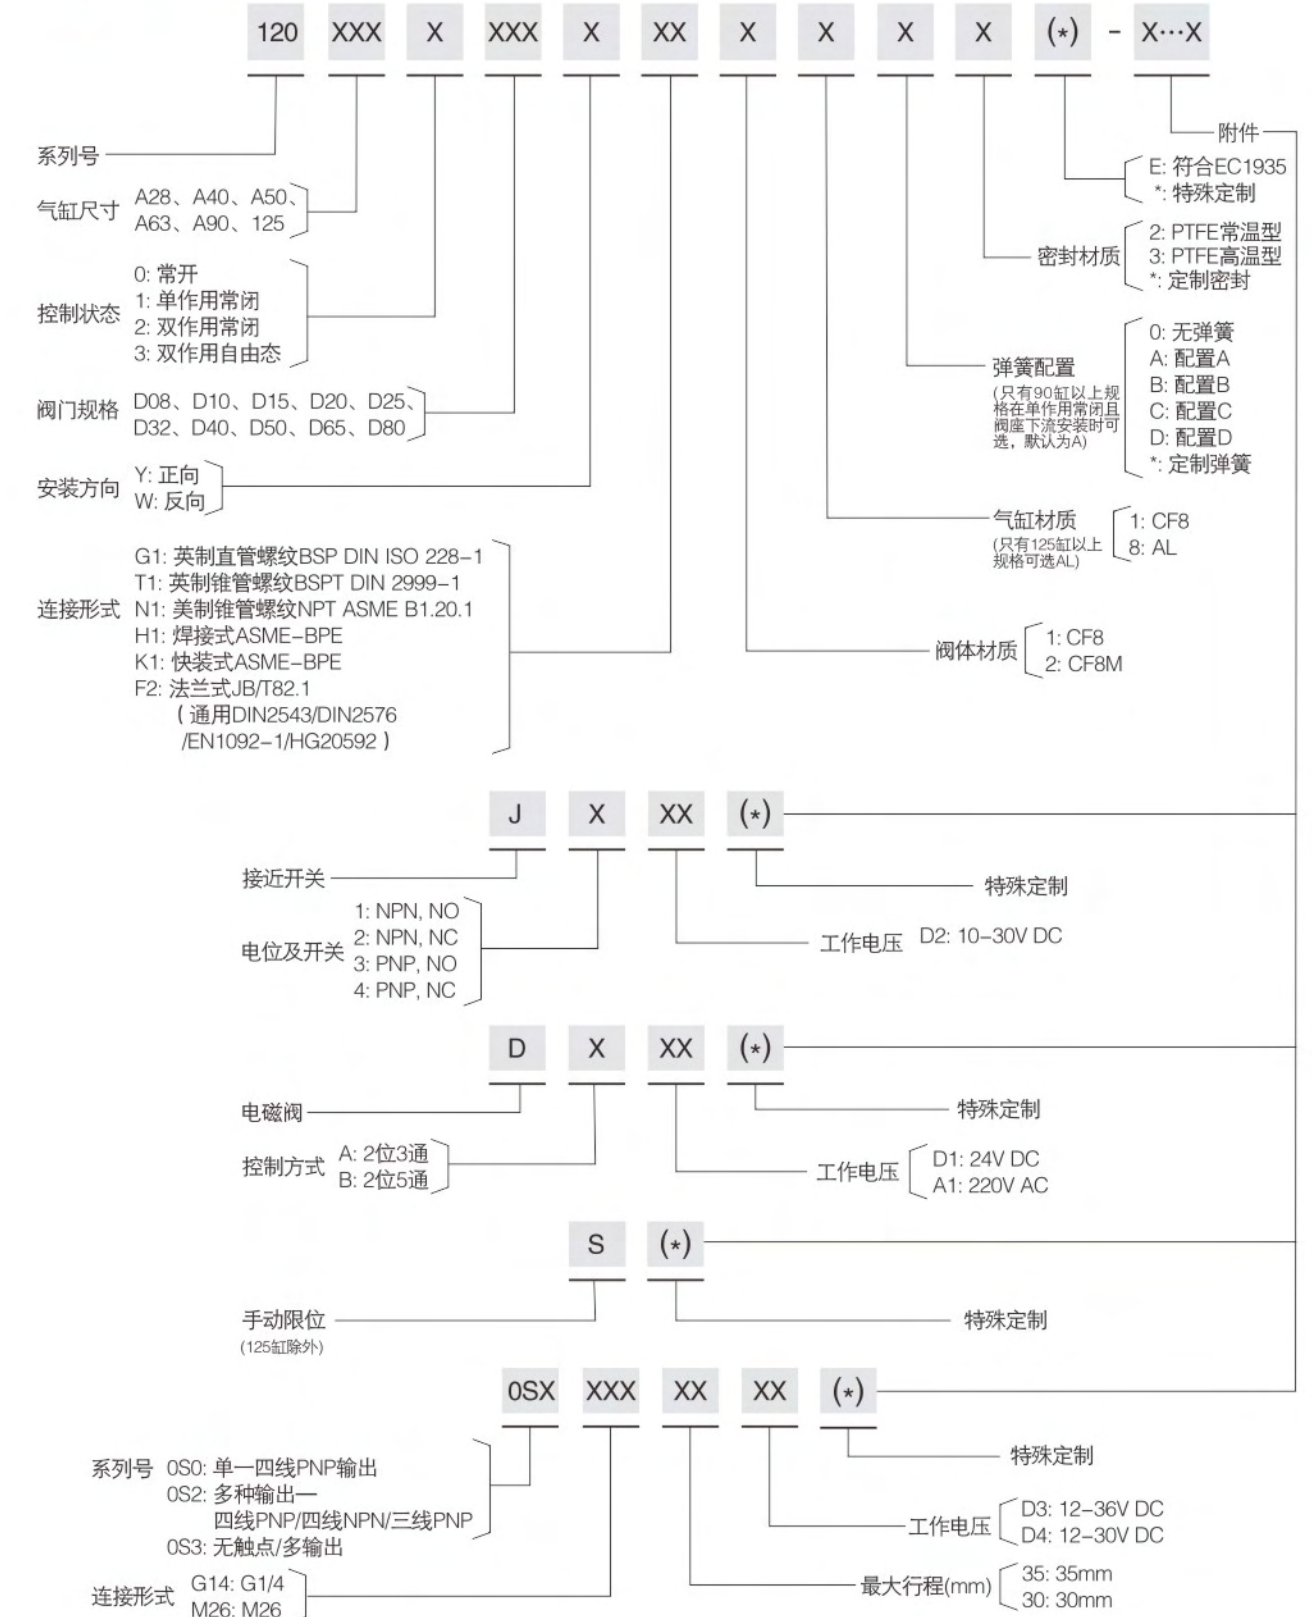 120 XXX X XXX X XX X X X X (*) - X···X
附件
系列号
E: 符合EC1935
*: 特殊定制
气缸尺寸
A28、A40、A50、
A63、A90、125
密封材质
2: PTFE常温型
3: PTFE高温型
*: 定制密封
控制状态
0: 常开
1: 单作用常闭
2: 双作用常闭
3: 双作用自由态
弹簧配置
(只有90缸以上规
格在单作用常闭且
阀座下流安装时可
选，默认为A)
0: 无弹簧
A: 配置A
B: 配置B
C: 配置C
D: 配置D
*: 定制弹簧
阀门规格
D08、D10、D15、D20、D25、
D32、D40、D50、D65、D80
安装方向
Y: 正向
W: 反向
气缸材质
(只有125缸以上
规格可选AL)
1: CF8
8: AL
连接形式
G1: 英制直管螺纹BSP DIN ISO 228-1
T1: 英制锥管螺纹BSPT DIN 2999-1
N1: 美制锥管螺纹NPT ASME B1.20.1
H1: 焊接式ASME-BPE
K1: 快装式ASME-BPE
F2: 法兰式JB/T82.1
(通用DIN2543/DIN2576
/EN1092-1/HG20592)
阀体材质
1: CF8
2: CF8M
J X XX (*)
接近开关
特殊定制
电位及开关
1: NPN, NO
2: NPN, NC
3: PNP, NO
4: PNP, NC
工作电压 D2: 10-30V DC
D X XX (*)
电磁阀
特殊定制
控制方式
A: 2位3通
B: 2位5通
工作电压
D1: 24V DC
A1: 220V AC
S (*)
手动限位
(125缸除外)
特殊定制
0SX XXX XX XX (*)
特殊定制
系列号
0S0: 单一四线PNP输出
0S2: 多种输出—
四线PNP/四线NPN/三线PNP
0S3: 无触点/多输出
工作电压
D3: 12-36V DC
D4: 12-30V DC
连接形式
G14: G1/4
M26: M26
最大行程(mm)
35: 35mm
30: 30mm